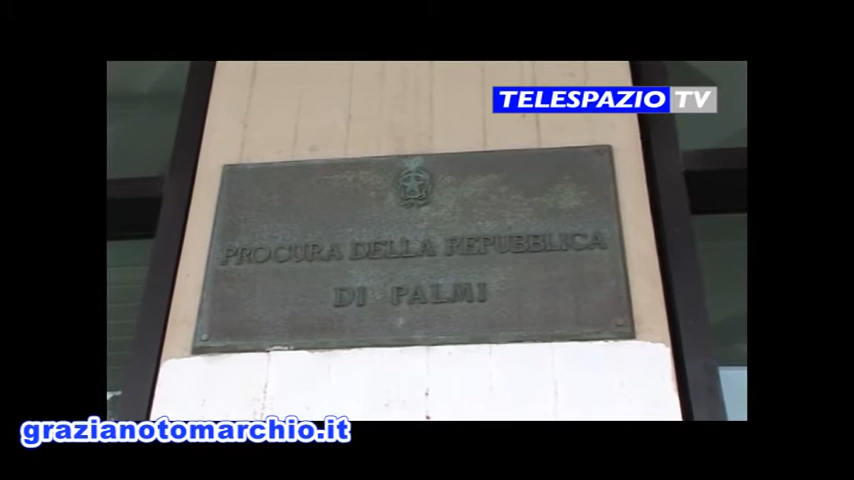 TELESPAZIO TV
PROCURA DELLA REPUBBLICA
DI PALMI
grazianotomarchio.it